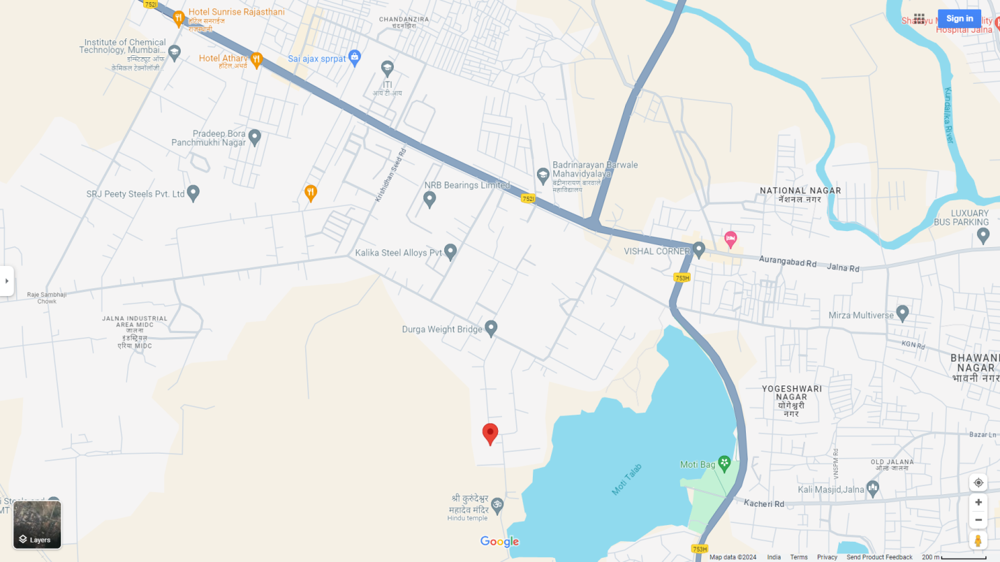 752I
Hotel Sunrise Rajasthani
हॉटेल सनराईज
राजस्थानी
CHANDANZIRA
चंदनझिरा
Sign in
Hospital Jalna
Institute of Chemical
Technology, Mumbai...
इन्स्टिट्यूट ऑफ
केमिकल टेक्नॉलॉजी...
Hotel Atharv
हॉटेल अथर्व
Sai ajax sprpat
ITI
आय टी आय
Kundalika River
Pradeep Bora
Panchmukhi Nagar
Krishidhan Seed Rd
Badrinarayan Barwale
Mahavidyalaya
बद्रीनारायण बारवाले
महाविद्यालय
SRJ Peety Steels Pvt. Ltd
NRB Bearings Limited
752I
NATIONAL NAGAR
नॅशनल नगर
LUXUARY
BUS PARKING
Kalika Steel Alloys Pvt.
VISHAL CORNER
Aurangabad Rd
Jalna Rd
753H
Raje Sambhaji
Chowk
JALNA INDUSTRIAL
AREA MIDC
जालना
इंडस्ट्रियल
एरिया MIDC
Durga Weight Bridge
Mirza Multiverse
KGN Rd
BHAWANI
NAGAR
भावनी नगर
YOGESHWARI
NAGAR
योगेश्वरी
नगर
Bazar Ln
VNSPM Rd
OLD JALANA
ओल्ड जालना
Moti Bag
Moti Talab
Kali Masjid,Jalna
Kacheri Rd
श्री कुरुंदेश्वर
महादेव मंदिर
Hindu temple
Layers
Google
753H
Map data ©2024 India Terms Privacy Send Product Feedback 200 m